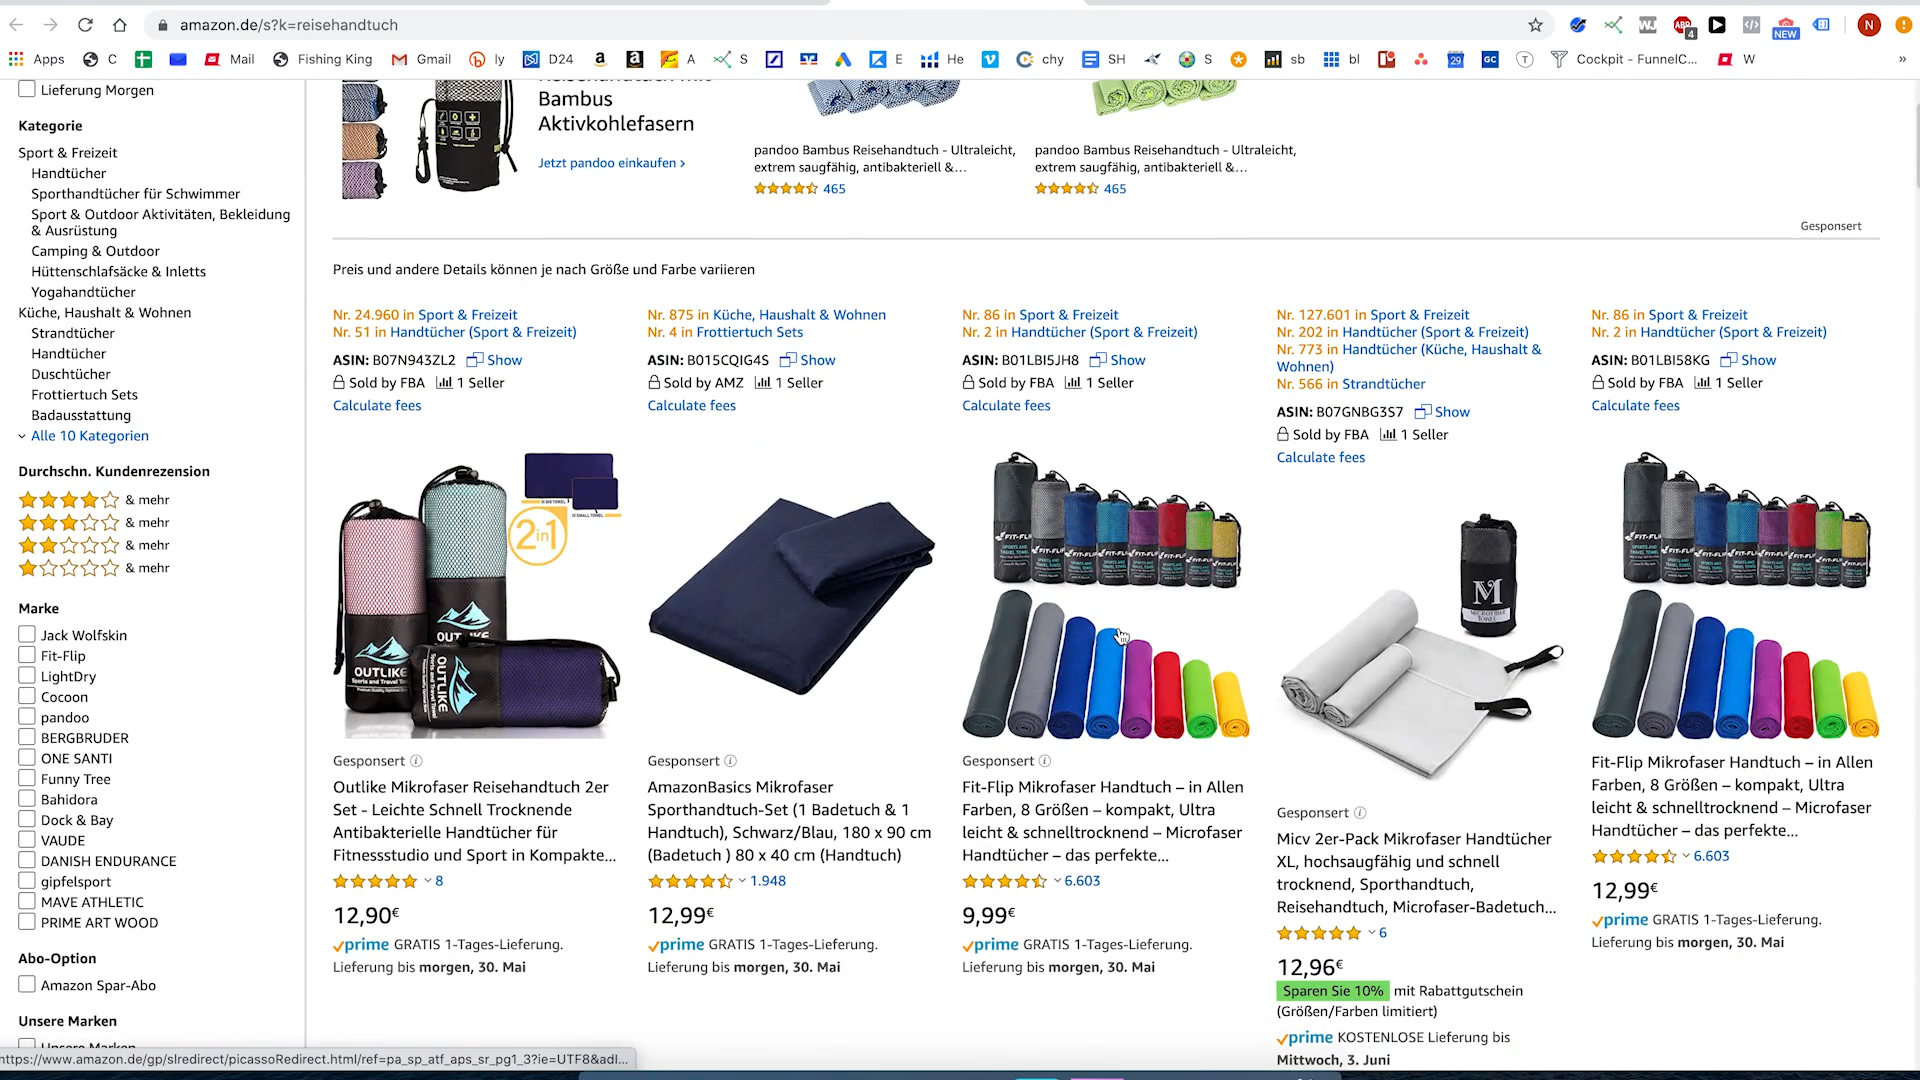 amazon.de/s?k=reisehandtuch
4
NEW
N
Apps
C
Mail
Fishing King
Gmail
ly
D24
A
S
E
He
chy
SH
S
sb
bl
29
GC
T
Cockpit - FunnelC...
W
»
Lieferung Morgen
Kategorie
Sport & Freizeit
Handtücher
Sporthandtücher für Schwimmer
Sport & Outdoor Aktivitäten, Bekleidung
& Ausrüstung
Camping & Outdoor
Hüttenschlafsäcke & Inletts
Yogahandtücher
Küche, Haushalt & Wohnen
Strandtücher
Handtücher
Duschtücher
Frottiertuch Sets
Badausstattung
Alle 10 Kategorien
Durchschn. Kundenrezension
& mehr
& mehr
& mehr
& mehr
Marke
Jack Wolfskin
Fit-Flip
LightDry
Cocoon
pandoo
BERGBRUDER
ONE SANTI
Funny Tree
Bahidora
Dock & Bay
VAUDE
DANISH ENDURANCE
gipfelsport
MAVE ATHLETIC
PRIME ART WOOD
Abo-Option
Amazon Spar-Abo
Unsere Marken
Unsere Marken
https://www.amazon.de/gp/slredirect/picassoRedirect.html/ref=pa_sp_atf_aps_sr_pg1_3?ie=UTF8&adI...
Bambus
Aktivkohlefasern
Jetzt pandoo einkaufen ›
pandoo Bambus Reisehandtuch - Ultraleicht,
extrem saugfähig, antibakteriell &...
465
pandoo Bambus Reisehandtuch - Ultraleicht,
extrem saugfähig, antibakteriell &...
465
Gesponsert
Preis und andere Details können je nach Größe und Farbe variieren
Nr. 24.960 in Sport & Freizeit
Nr. 51 in Handtücher (Sport & Freizeit)
ASIN: B07N943ZL2 Show
Sold by FBA 1 Seller
Calculate fees
2in1
OUTLIKE
OUTLIKE
OUTLIKE
Gesponsert
Outlike Mikrofaser Reisehandtuch 2er
Set - Leichte Schnell Trocknende
Antibakterielle Handtücher für
Fitnessstudio und Sport in Kompakte...
8
12,90€
prime GRATIS 1-Tages-Lieferung.
Lieferung bis morgen, 30. Mai
Nr. 875 in Küche, Haushalt & Wohnen
Nr. 4 in Frottiertuch Sets
ASIN: B015CQIG4S Show
Sold by AMZ 1 Seller
Calculate fees
Gesponsert
AmazonBasics Mikrofaser
Sporthandtuch-Set (1 Badetuch & 1
Handtuch), Schwarz/Blau, 180 x 90 cm
(Badetuch ) 80 x 40 cm (Handtuch)
1.948
12,99€
prime GRATIS 1-Tages-Lieferung.
Lieferung bis morgen, 30. Mai
Nr. 86 in Sport & Freizeit
Nr. 2 in Handtücher (Sport & Freizeit)
ASIN: B01LBI5JH8 Show
Sold by FBA 1 Seller
Calculate fees
Gesponsert
Fit-Flip Mikrofaser Handtuch – in Allen
Farben, 8 Größen – kompakt, Ultra
leicht & schnelltrocknend – Microfaser
Handtücher – das perfekte...
6.603
9,99€
prime GRATIS 1-Tages-Lieferung.
Lieferung bis morgen, 30. Mai
Nr. 127.601 in Sport & Freizeit
Nr. 202 in Handtücher (Sport & Freizeit)
Nr. 773 in Handtücher (Küche, Haushalt &
Wohnen)
Nr. 566 in Strandtücher
ASIN: B07GNBG3S7 Show
Sold by FBA 1 Seller
Calculate fees
M
MICROFIBER
TOWEL
Gesponsert
Micv 2er-Pack Mikrofaser Handtücher
XL, hochsaugfähig und schnell
trocknend, Sporthandtuch,
Reisehandtuch, Microfaser-Badetuch...
6
12,96€
Sparen Sie 10% mit Rabattgutschein
(Größen/Farben limitiert)
prime KOSTENLOSE Lieferung bis
Mittwoch, 3. Juni
Nr. 86 in Sport & Freizeit
Nr. 2 in Handtücher (Sport & Freizeit)
ASIN: B01LBI58KG Show
Sold by FBA 1 Seller
Calculate fees
Fit-Flip Mikrofaser Handtuch – in Allen
Farben, 8 Größen – kompakt, Ultra
leicht & schnelltrocknend – Microfaser
Handtücher – das perfekte...
6.603
12,99€
prime GRATIS 1-Tages-Lieferung.
Lieferung bis morgen, 30. Mai